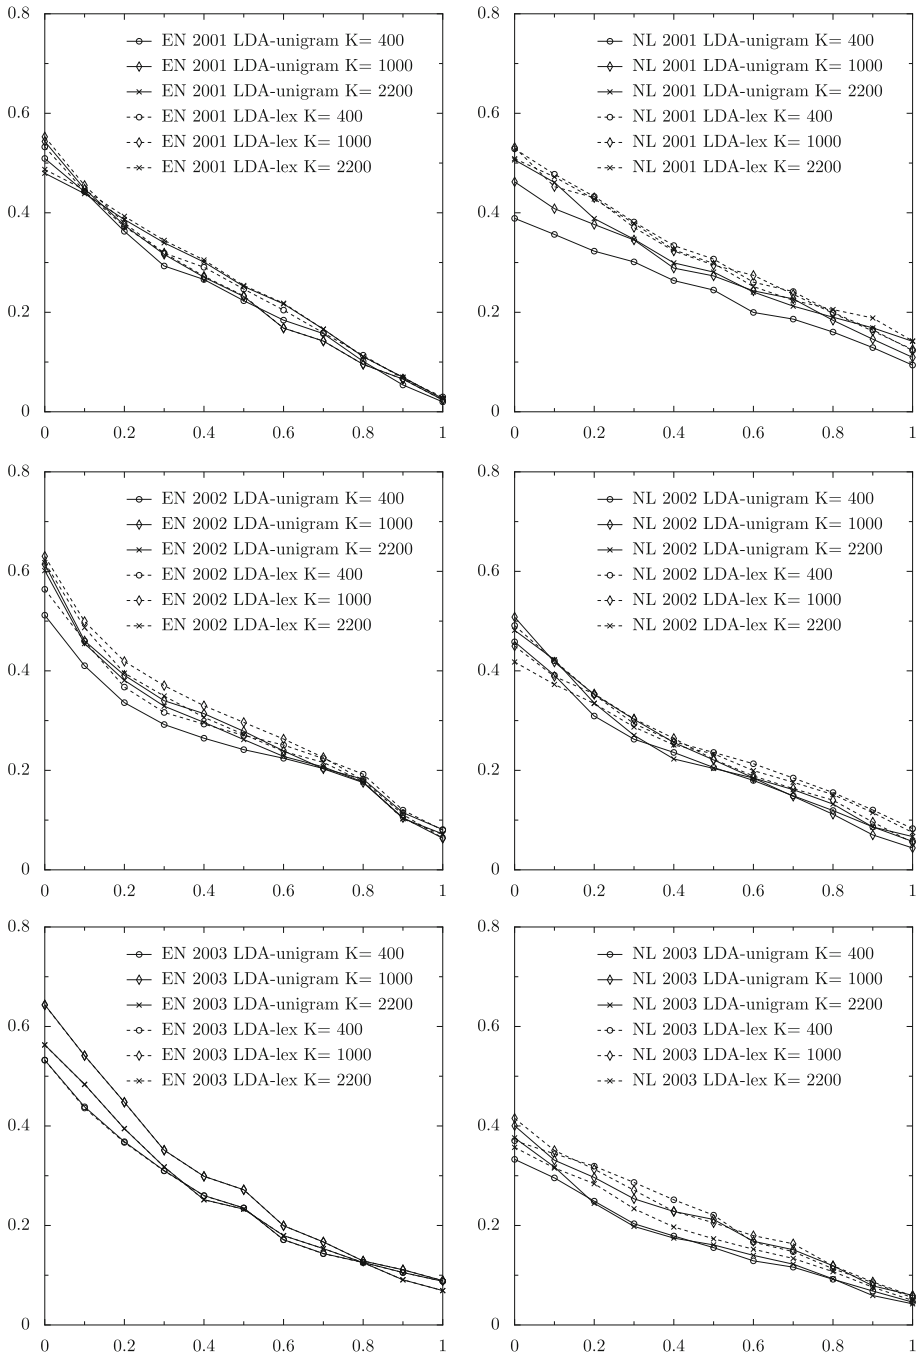 0.8
EN 2001 LDA-unigram K= 400
EN 2001 LDA-unigram K= 1000
EN 2001 LDA-unigram K= 2200
EN 2001 LDA-lex K= 400
EN 2001 LDA-lex K= 1000
EN 2001 LDA-lex K= 2200
0.6
0.4
0.2
0
0 0.2 0.4 0.6 0.8 1
0.8
NL 2001 LDA-unigram K= 400
NL 2001 LDA-unigram K= 1000
NL 2001 LDA-unigram K= 2200
NL 2001 LDA-lex K= 400
NL 2001 LDA-lex K= 1000
NL 2001 LDA-lex K= 2200
0.6
0.4
0.2
0
0 0.2 0.4 0.6 0.8 1
0.8
EN 2002 LDA-unigram K= 400
EN 2002 LDA-unigram K= 1000
EN 2002 LDA-unigram K= 2200
EN 2002 LDA-lex K= 400
EN 2002 LDA-lex K= 1000
EN 2002 LDA-lex K= 2200
0.6
0.4
0.2
0
0 0.2 0.4 0.6 0.8 1
0.8
NL 2002 LDA-unigram K= 400
NL 2002 LDA-unigram K= 1000
NL 2002 LDA-unigram K= 2200
NL 2002 LDA-lex K= 400
NL 2002 LDA-lex K= 1000
NL 2002 LDA-lex K= 2200
0.6
0.4
0.2
0
0 0.2 0.4 0.6 0.8 1
0.8
EN 2003 LDA-unigram K= 400
EN 2003 LDA-unigram K= 1000
EN 2003 LDA-unigram K= 2200
EN 2003 LDA-lex K= 400
EN 2003 LDA-lex K= 1000
EN 2003 LDA-lex K= 2200
0.6
0.4
0.2
0
0 0.2 0.4 0.6 0.8 1
0.8
NL 2003 LDA-unigram K= 400
NL 2003 LDA-unigram K= 1000
NL 2003 LDA-unigram K= 2200
NL 2003 LDA-lex K= 400
NL 2003 LDA-lex K= 1000
NL 2003 LDA-lex K= 2200
0.6
0.4
0.2
0
0 0.2 0.4 0.6 0.8 1